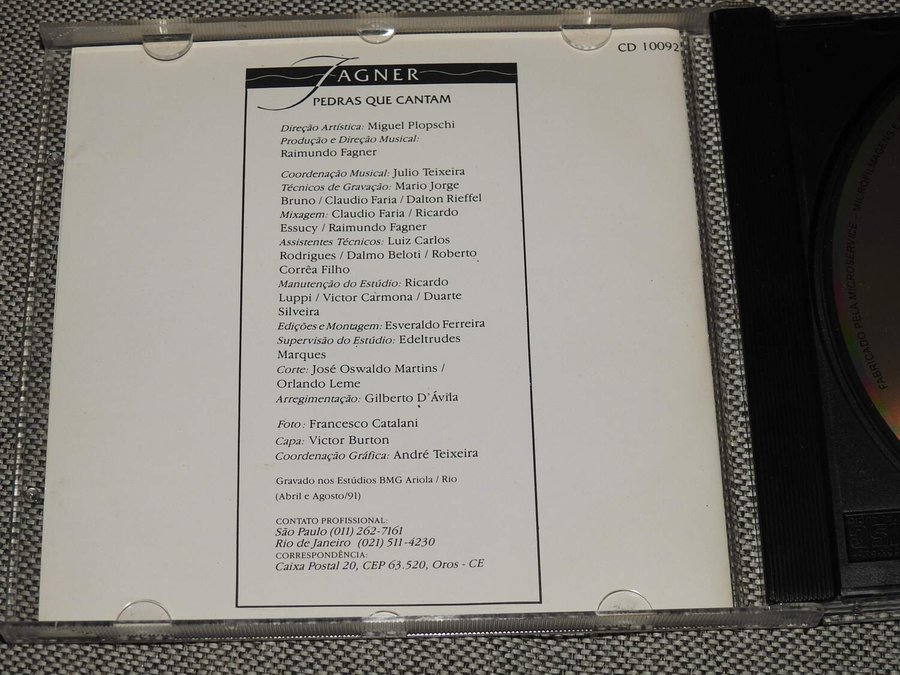 CD 10092
FAGNER
PEDRAS QUE CANTAM
Direção Artística: Miguel Plopschi
Produção e Direção Musical:
Raimundo Fagner
Coordenação Musical: Julio Teixeira
Técnicos de Gravação: Mario Jorge
Bruno / Claudio Faria / Dalton Rieffel
Mixagem: Claudio Faria / Ricardo
Essucy / Raimundo Fagner
Assistentes Técnicos: Luiz Carlos
Rodrigues / Dalmo Beloti / Roberto
Corrêa Filho
Manutenção do Estúdio: Ricardo
Luppi / Victor Carmona / Duarte
Silveira
Edições e Montagem: Esveraldo Ferreira
Supervisão do Estúdio: Edeltrudes
Marques
Corte: José Oswaldo Martins /
Orlando Leme
Arregimentação: Gilberto D'Ávila
Foto: Francesco Catalani
Capa: Victor Burton
Coordenação Gráfica: André Teixeira
Gravado nos Estúdios BMG Ariola / Rio
(Abril e Agosto/91)
CONTATO PROFISSIONAL:
São Paulo (011) 262-7161
Rio de Janeiro (021) 511-4230
CORRESPONDÊNCIA:
Caixa Postal 20, CEP 63.520, Oros - CE
FABRICADO PELA MICROSERVICE - MICROFILMAGENS E